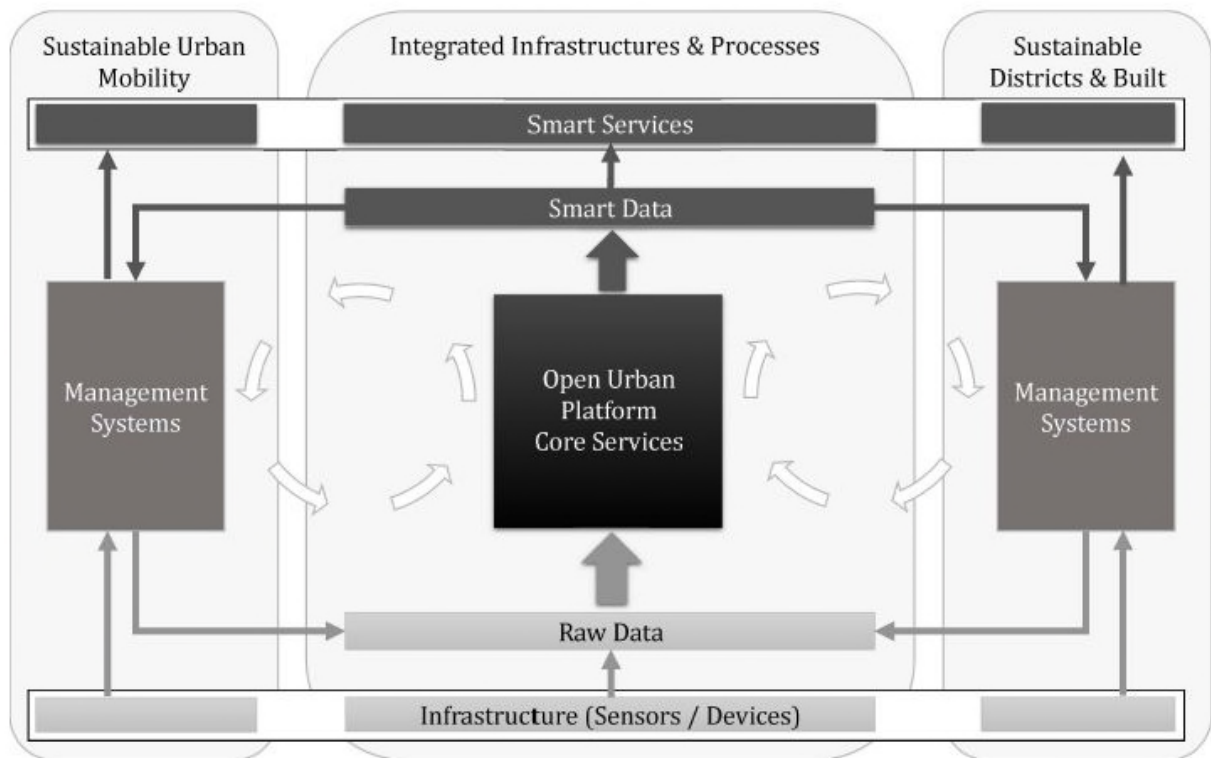 Sustainable Urban
Mobility
Integrated Infrastructures & Processes
Sustainable
Districts & Built
Smart Services
Smart Data
Management
Systems
Open Urban
Platform
Core Services
Management
Systems
Raw Data
Infrastructure (Sensors / Devices)